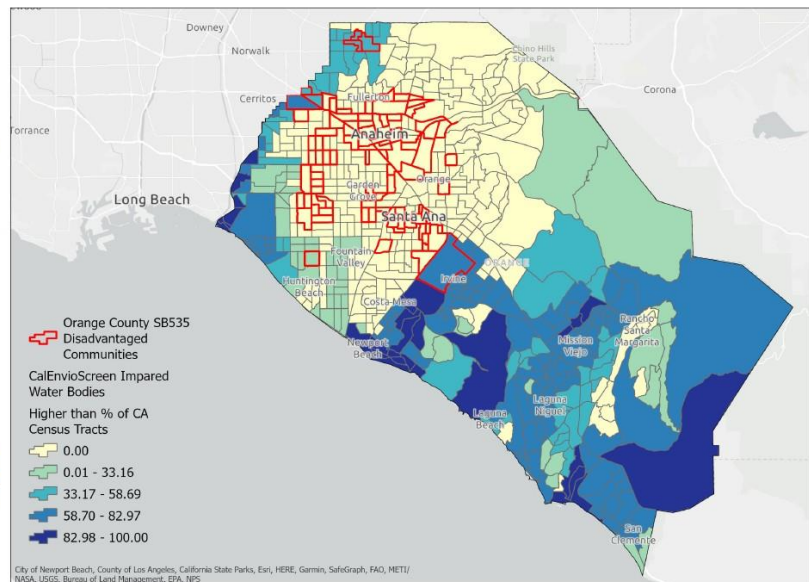 Downey
Norwalk
Chino Hills
State Park
Corona
Cerritos
Fullerton
Torrance
Anaheim
Long Beach
Orange
Garden
Grove
Santa Ana
ORANGE
Fountain
Valley
Irvine
Huntington
Beach
Costa Mesa
Rancho
Santa
Margarita
Mission
Viejo
Newport
Beach
Laguna
Niguel
Laguna
Beach
San
Clemente
Orange County SB535
Disadvantaged
Communities
CalEnvioScreen Impared
Water Bodies
Higher than % of CA
Census Tracts
0.00
0.01 - 33.16
33.17 - 58.69
58.70 - 82.97
82.98 - 100.00
City of Newport Beach, County of Los Angeles, California State Parks, Esri, HERE, Garmin, SafeGraph, FAO, METI/
NASA, USGS, Bureau of Land Management, EPA, NPS